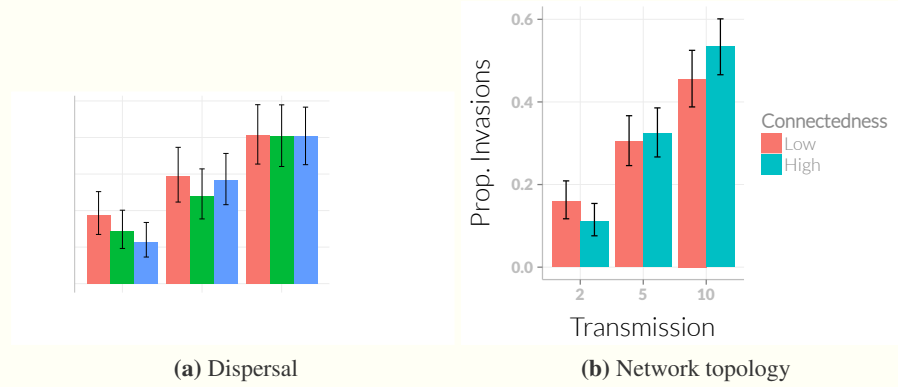 0.6
0.4
0.2
0.0
Prop. Invasions
2 5 10
Transmission
Connectedness
Low
High
(a) Dispersal
(b) Network topology